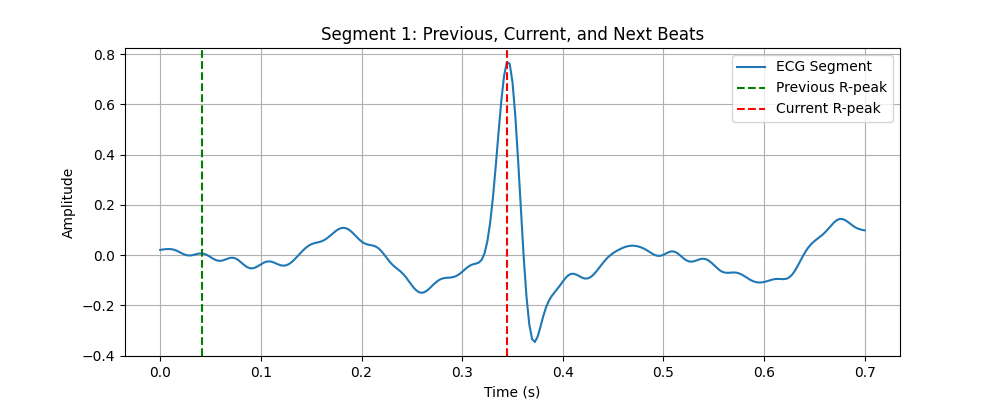 Segment 1: Previous, Current, and Next Beats
ECG Segment
Previous R-peak
Current R-peak
Amplitude
0.8
0.6
0.4
0.2
0.0
−0.2
−0.4
0.0 0.1 0.2 0.3 0.4 0.5 0.6 0.7
Time (s)